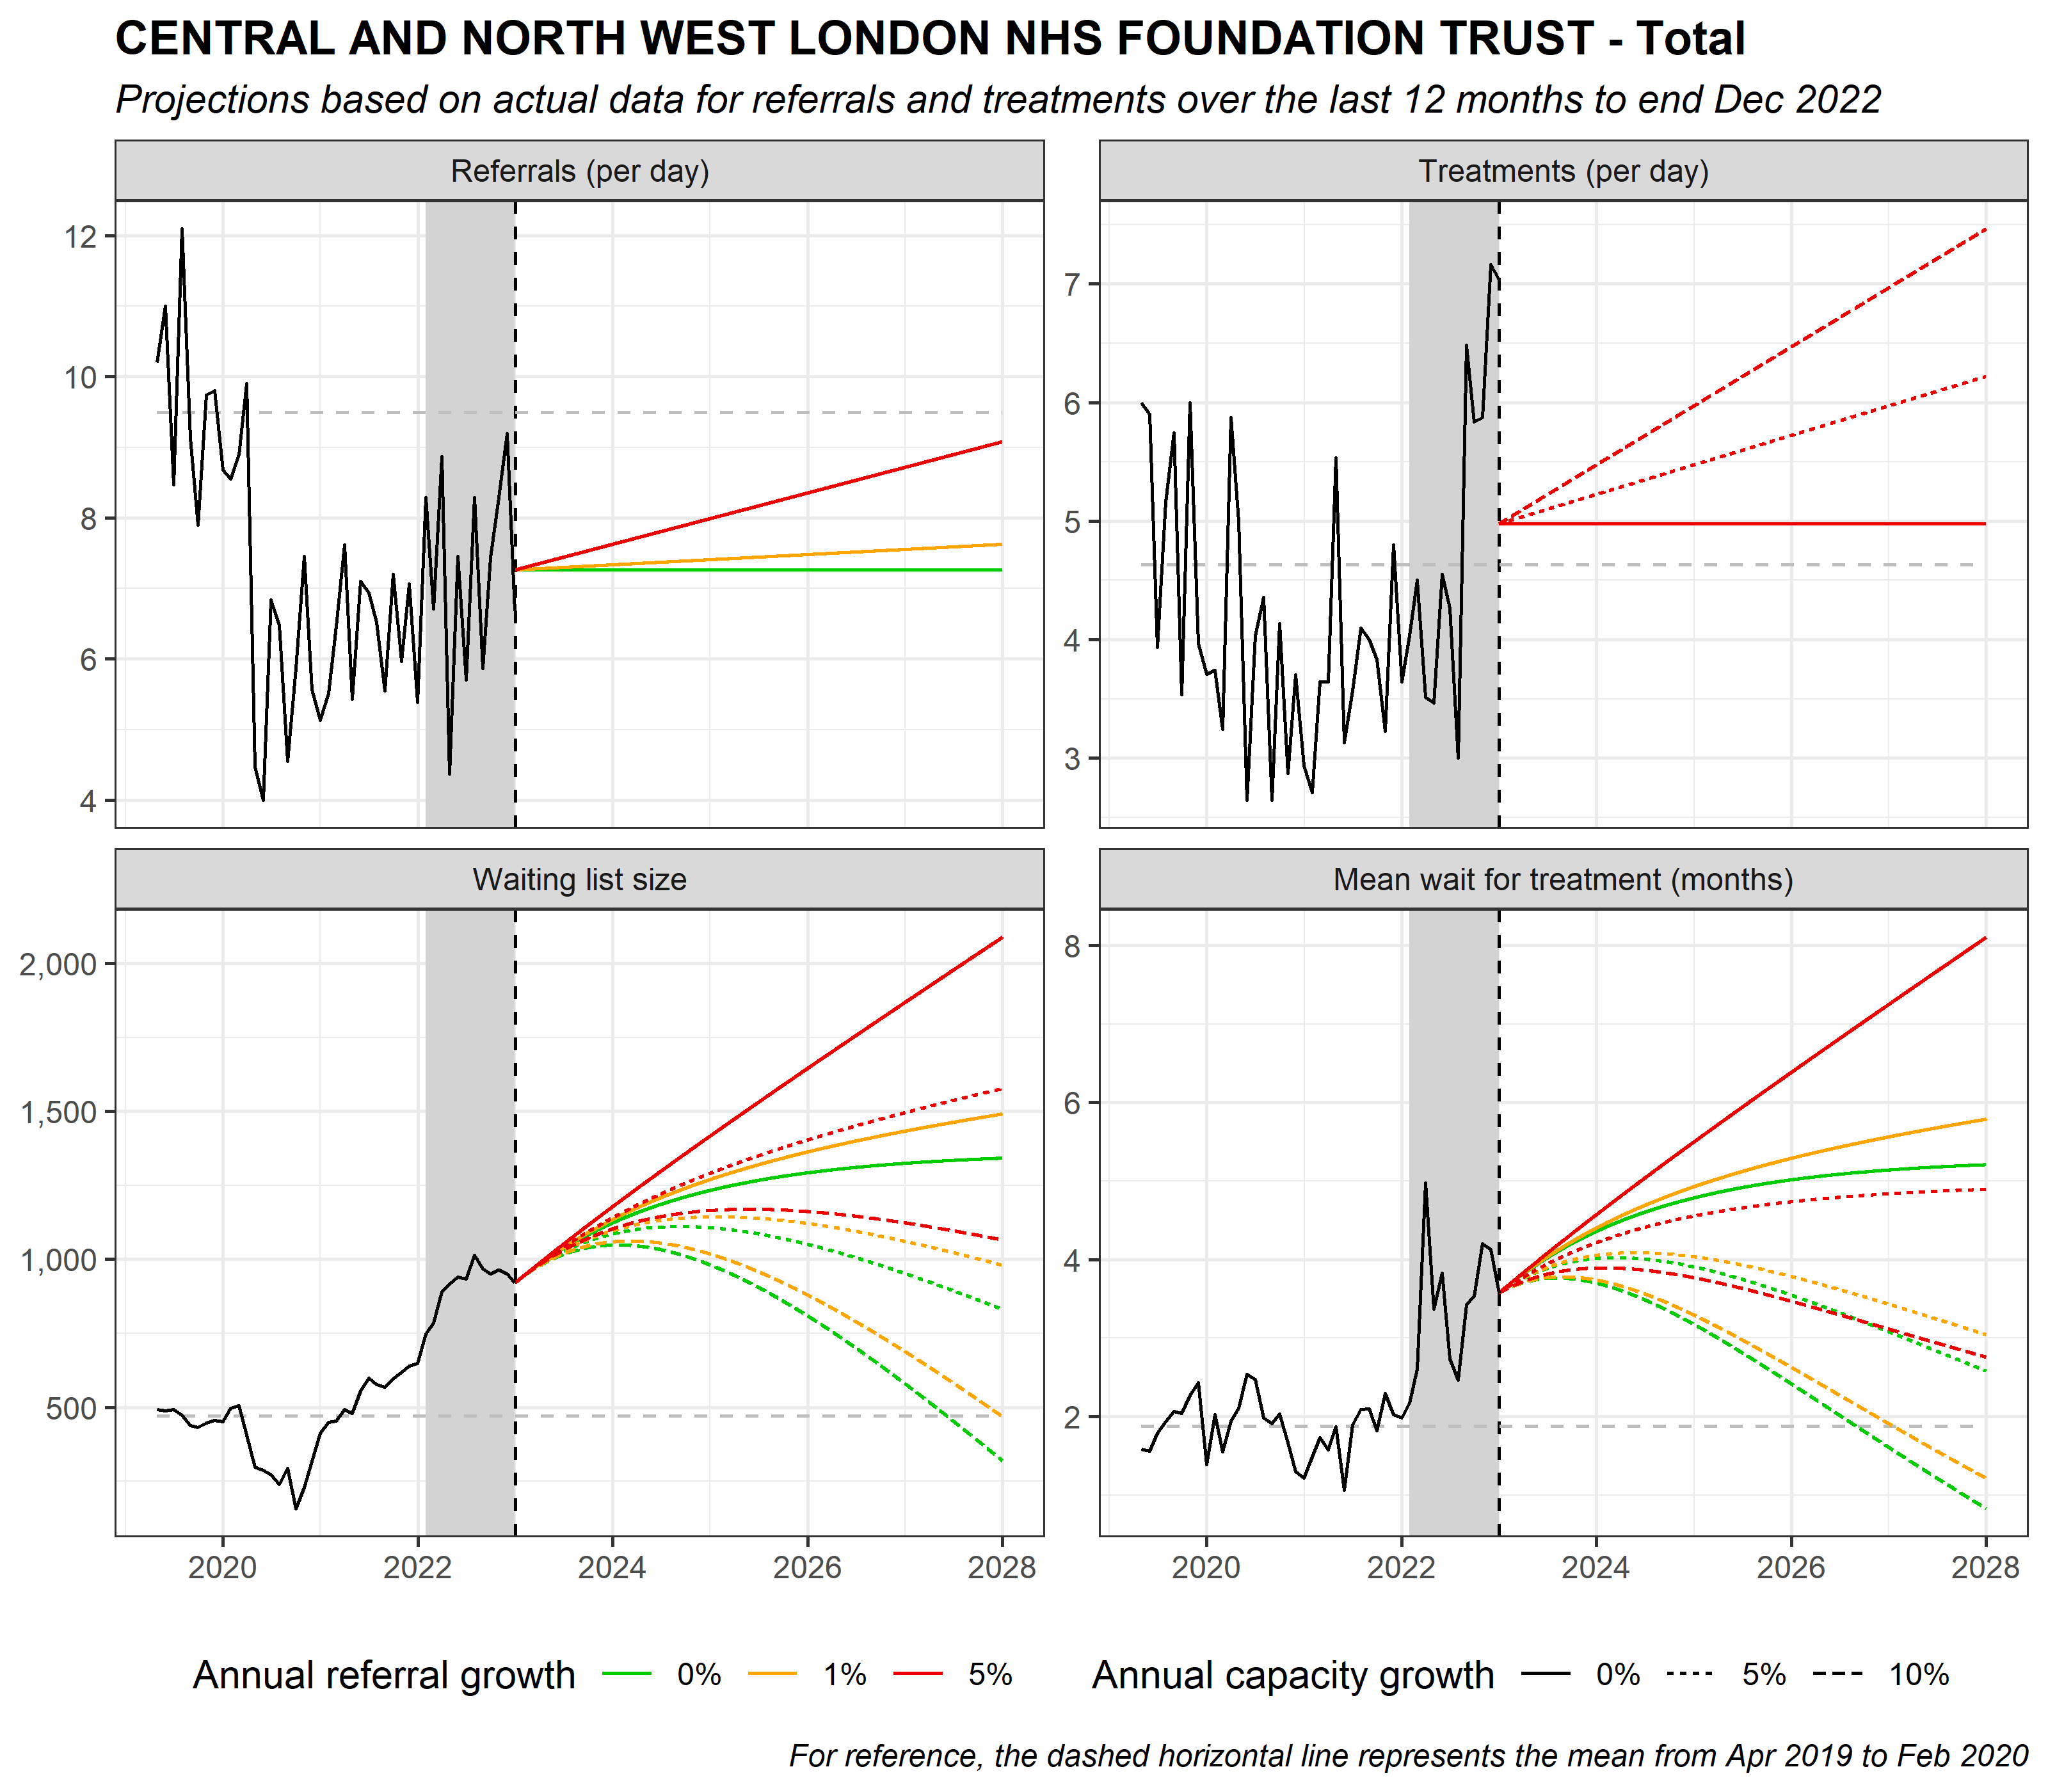 CENTRAL AND NORTH WEST LONDON NHS FOUNDATION TRUST - Total
Projections based on actual data for referrals and treatments over the last 12 months to end Dec 2022
Referrals (per day)
12
10
8
6
4
Treatments (per day)
7
6
5
4
3
Waiting list size
2,000
1,500
1,000
500
2020 2022 2024 2026 2028
Mean wait for treatment (months)
8
6
4
2
2020 2022 2024 2026 2028
Annual referral growth 0% 1% 5%
Annual capacity growth 0% 5% 10%
For reference, the dashed horizontal line represents the mean from Apr 2019 to Feb 2020